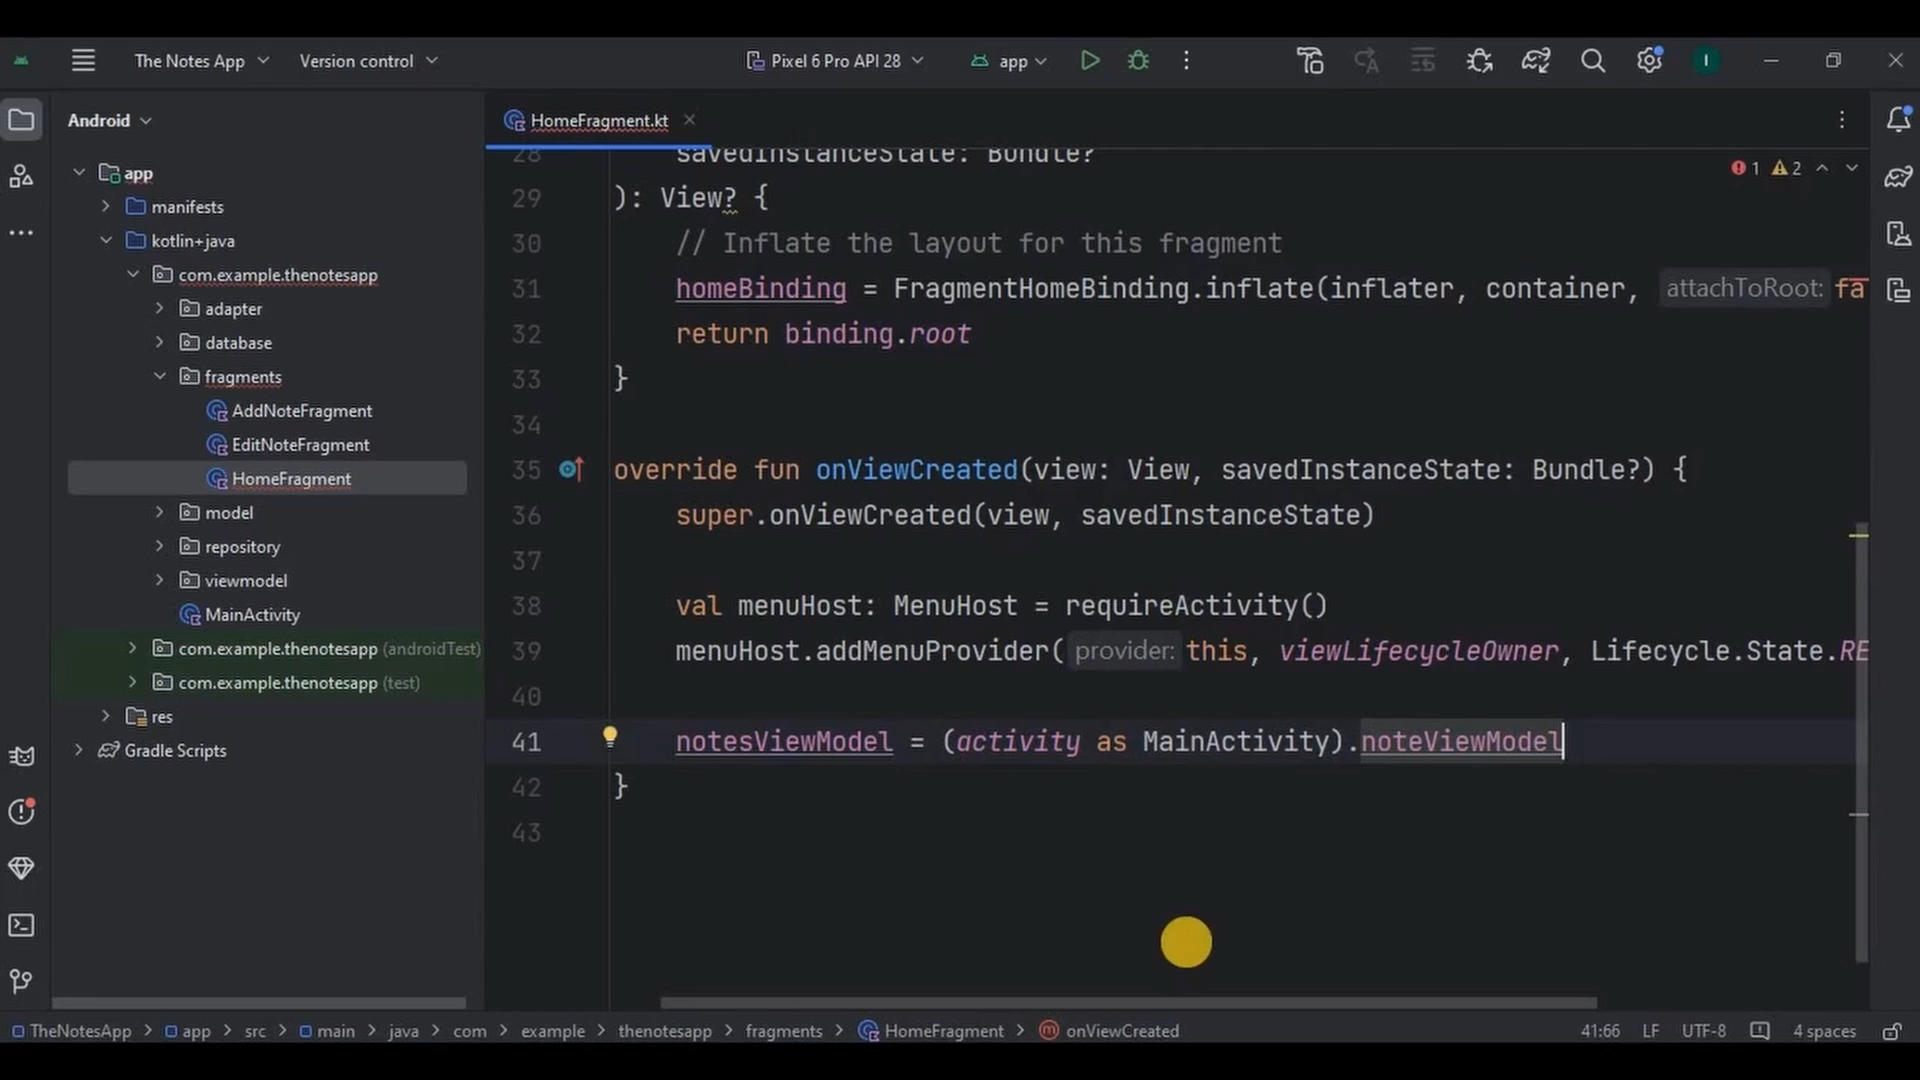 The Notes App
Version control
Pixel 6 Pro API 28
app
I
Android
HomeFragment.kt
app
manifests
kotlin+java
com.example.thenotesapp
adapter
database
fragments
AddNoteFragment
EditNoteFragment
HomeFragment
model
repository
viewmodel
MainActivity
com.example.thenotesapp (androidTest)
com.example.thenotesapp (test)
res
Gradle Scripts
1 2
28 savedInstanceState: Bundle?
29 ): View? {
30 // Inflate the layout for this fragment
31 homeBinding = FragmentHomeBinding.inflate(inflater, container, attachToRoot: fa
32 return binding.root
33 }
34
35 override fun onViewCreated(view: View, savedInstanceState: Bundle?) {
36 super.onViewCreated(view, savedInstanceState)
37
38 val menuHost: MenuHost = requireActivity()
39 menuHost.addMenuProvider( provider: this, viewLifecycleOwner, Lifecycle.State.RE
40
41 notesViewModel = (activity as MainActivity).noteViewModel
42 }
43
TheNotesApp > app > src > main > java > com > example > thenotesapp > fragments > HomeFragment > m onViewCreated
41:66 LF UTF-8 4 spaces